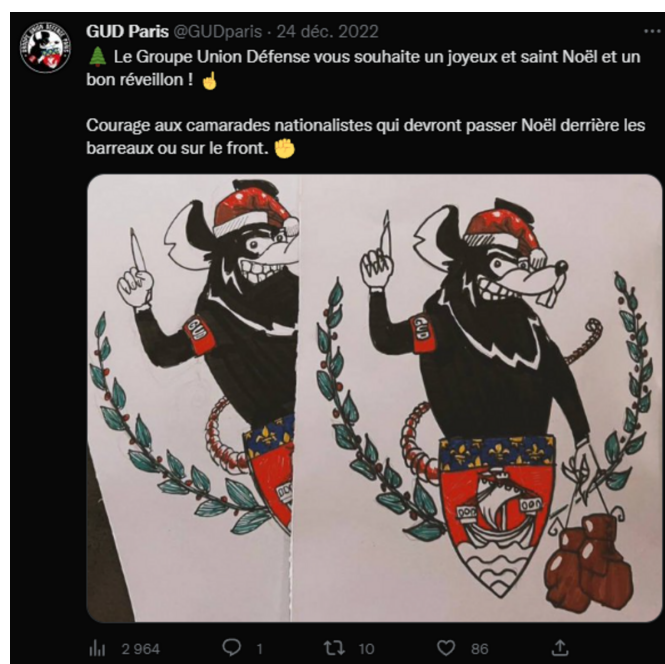 GUD Paris @GUDparis · 24 déc. 2022
🎄 Le Groupe Union Défense vous souhaite un joyeux et saint Noël et un
bon réveillon ! ☝️
Courage aux camarades nationalistes qui devront passer Noël derrière les
barreaux ou sur le front. ✊
GUD
GUD
2 964
1
10
86